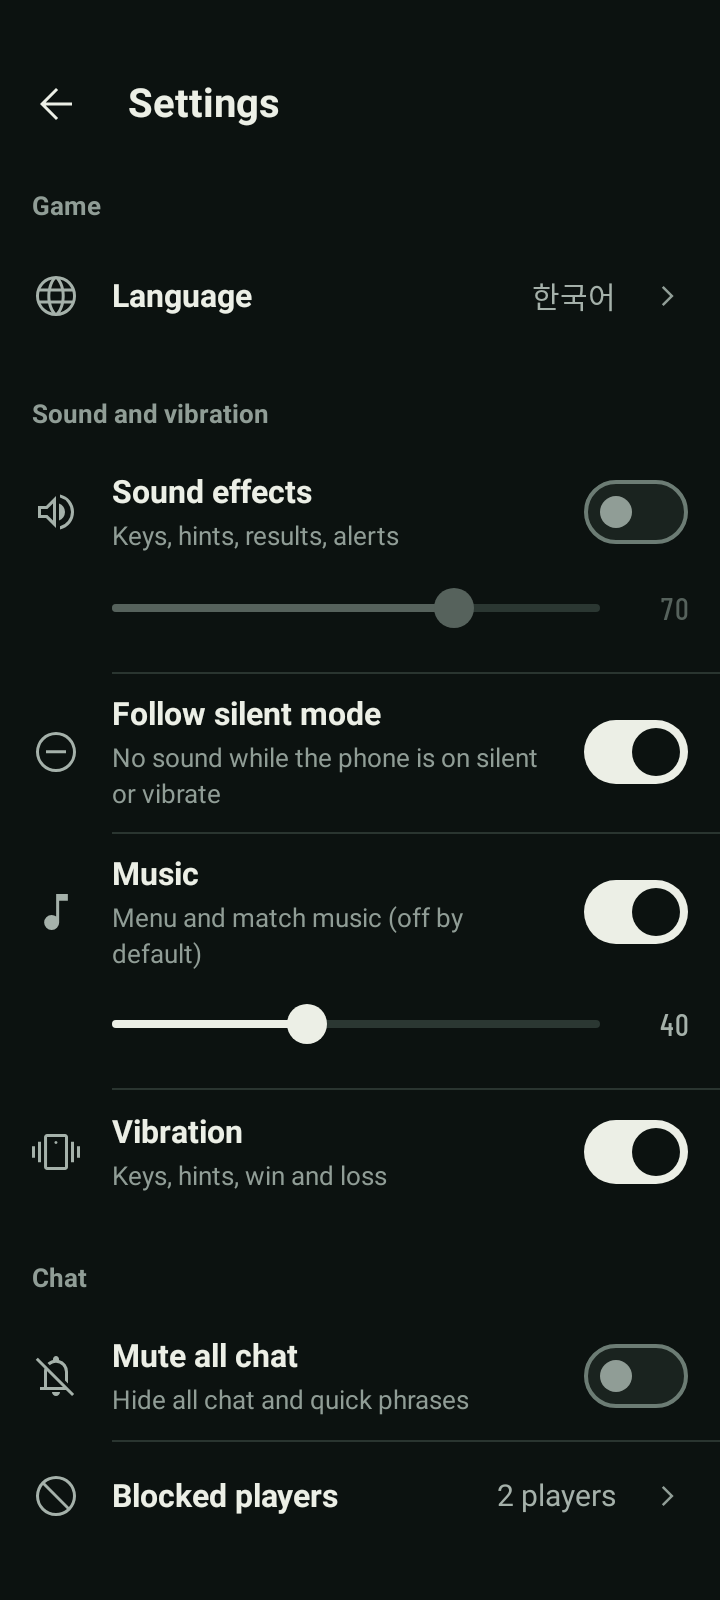 Settings
Game
Language 한국어
Sound and vibration
Sound effects
Keys, hints, results, alerts
70
Follow silent mode
No sound while the phone is on silent
or vibrate
Music
Menu and match music (off by
default)
40
Vibration
Keys, hints, win and loss
Chat
Mute all chat
Hide all chat and quick phrases
Blocked players 2 players